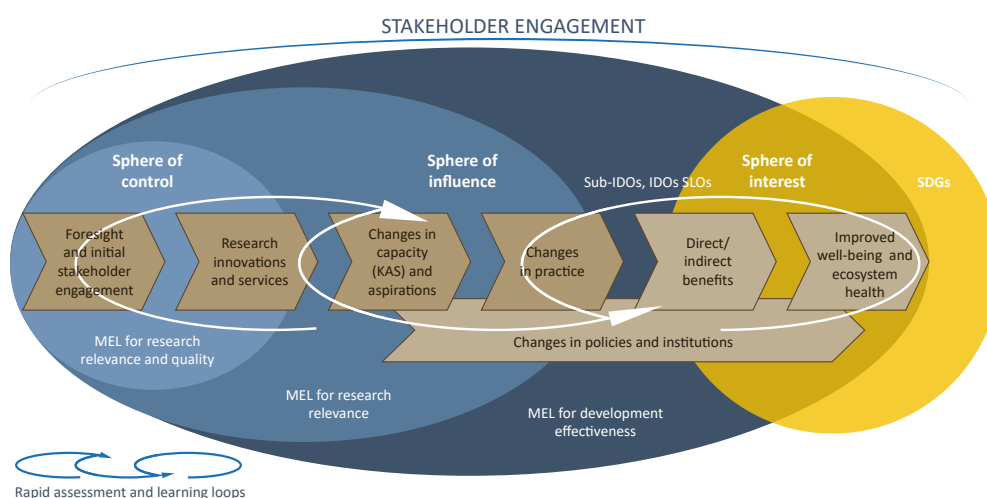 STAKEHOLDER ENGAGEMENT
Sphere of
control
Sphere of
influence
Sub-IDOs, IDOs SLOs
Sphere of
interest
SDGs
Foresight
and initial
stakeholder
engagement
Research
innovations
and services
Changes in
capacity
(KAS) and
aspirations
Changes
in practice
Direct/
indirect
benefits
Improved
well-being and
ecosystem
health
Changes in policies and institutions
MEL for research
relevance and quality
MEL for research
relevance
MEL for development
effectiveness
Rapid assessment and learning loops